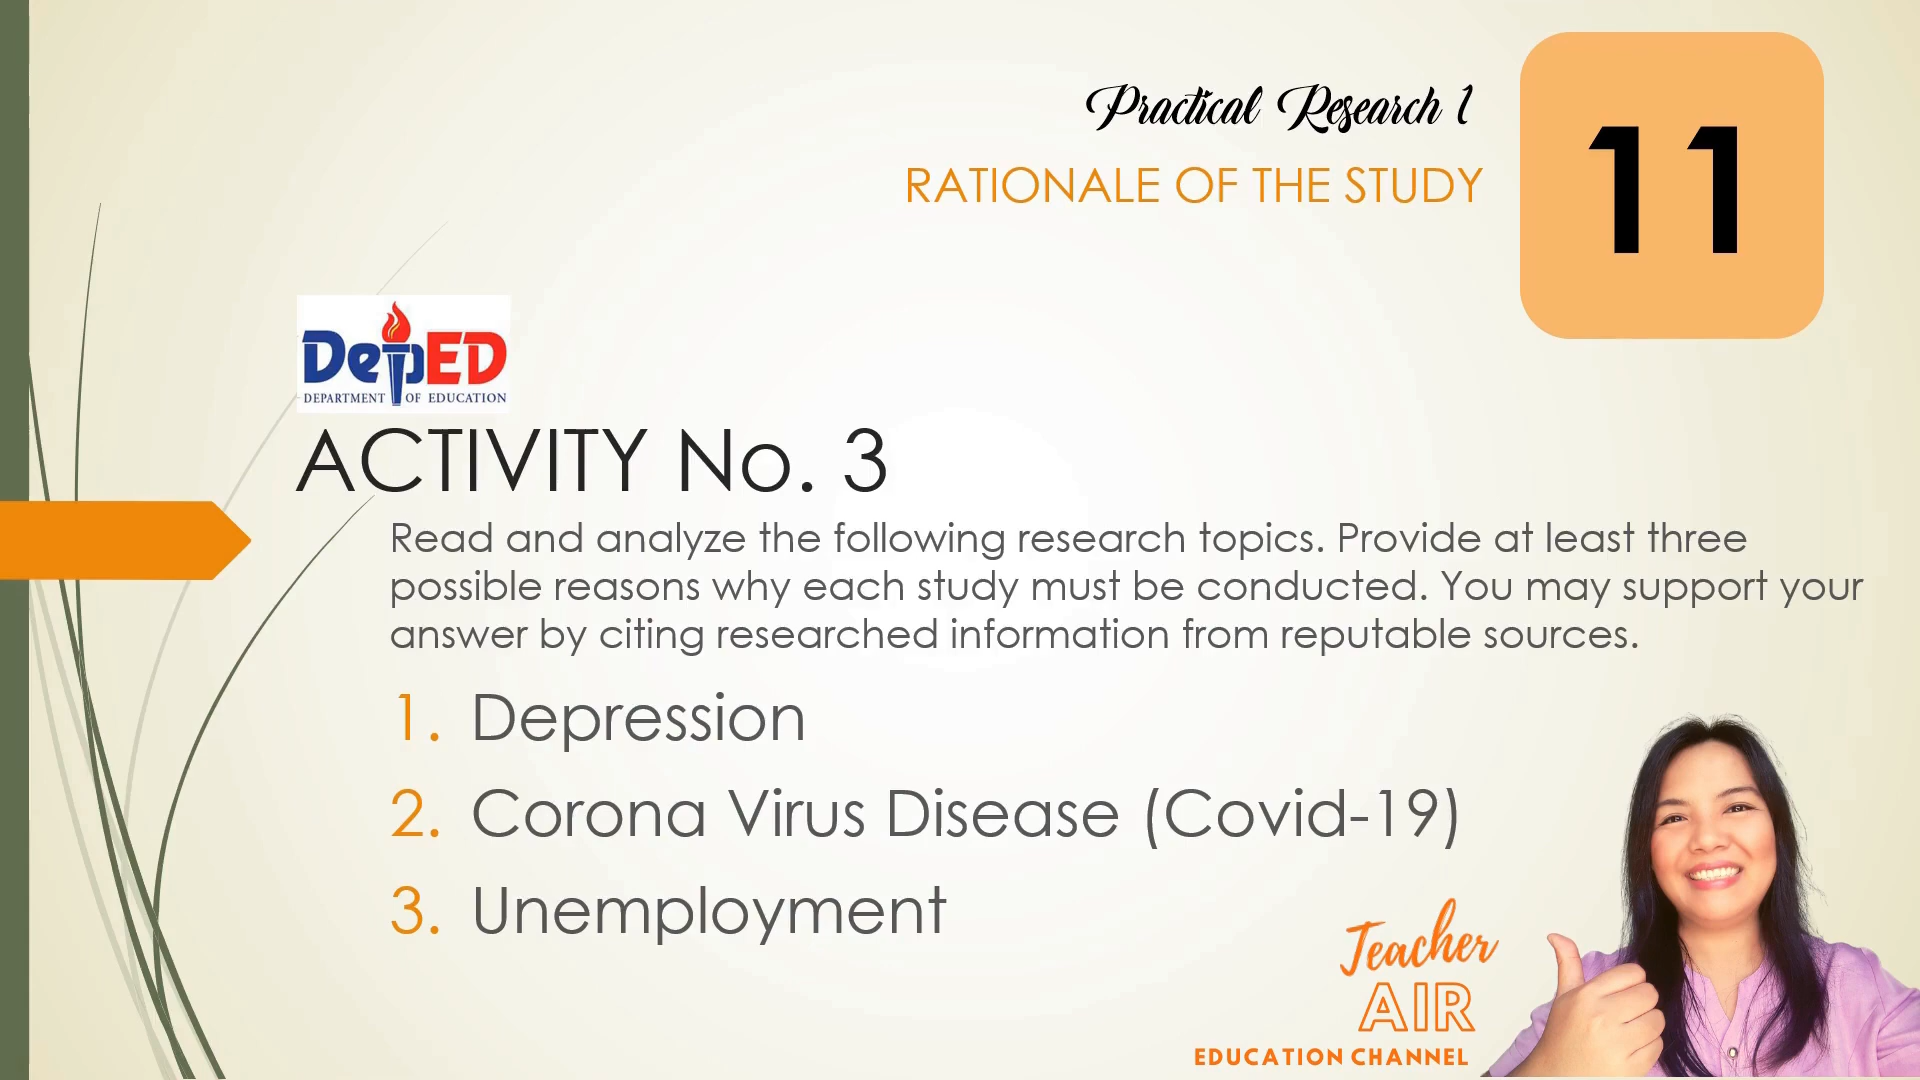 Practical Research 1
RATIONALE OF THE STUDY
11
DepED
DEPARTMENT OF EDUCATION
ACTIVITY No. 3
Read and analyze the following research topics. Provide at least three
possible reasons why each study must be conducted. You may support your
answer by citing researched information from reputable sources.
1. Depression
2. Corona Virus Disease (Covid-19)
3. Unemployment
Teacher
AIR
EDUCATION CHANNEL